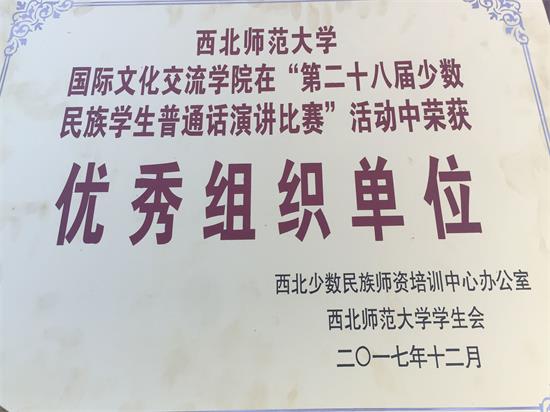 西北师范大学
国际文化交流学院在“第二十八届少数
民族学生普通话演讲比赛”活动中荣获
优秀组织单位
西北少数民族师资培训中心办公室
西北师范大学学生会
二〇一七年十二月